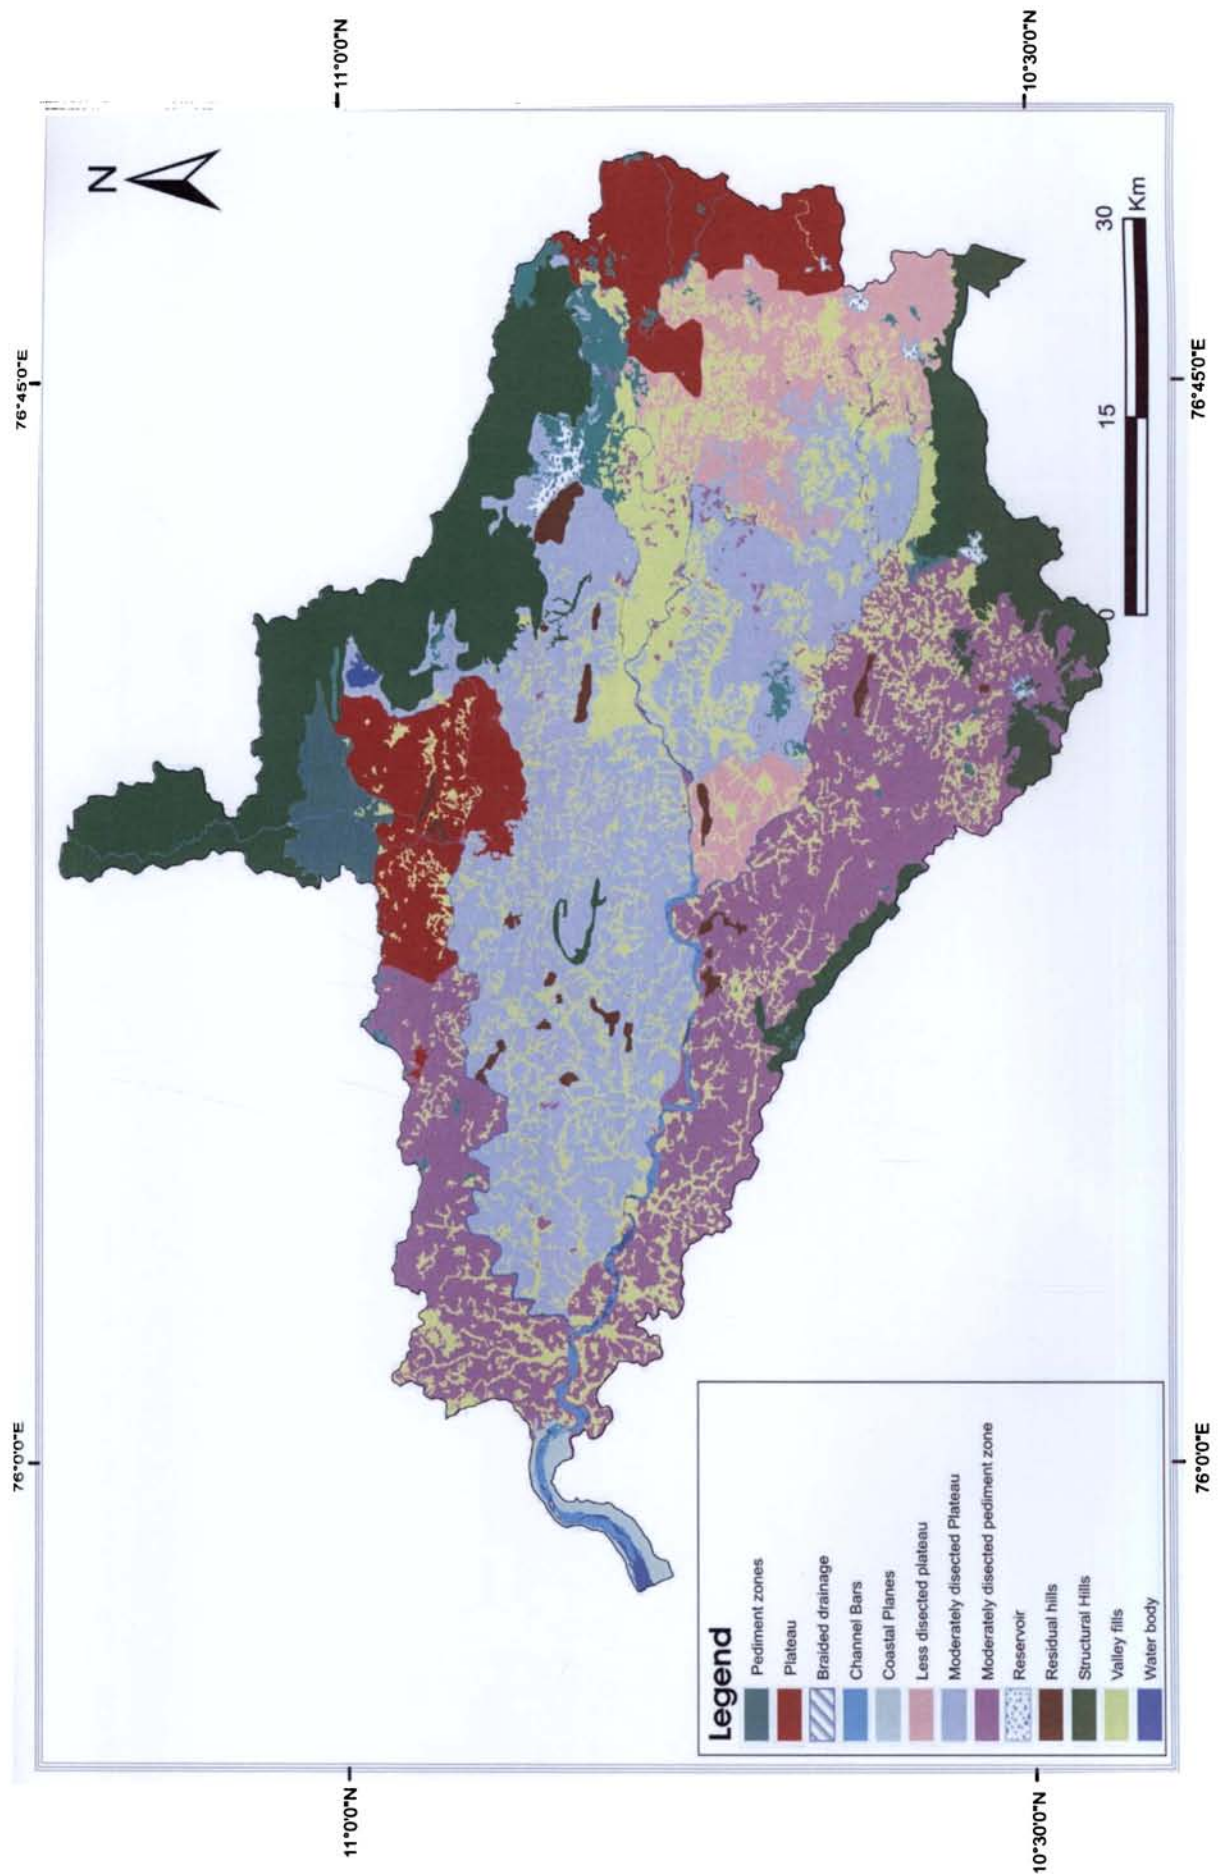 76°0'0"E
76°45'0"E
11°0'0"N
11°0'0"N
N
10°30'0"N
10°30'0"N
76°0'0"E
76°45'0"E
0
15
30
Km
Legend
Pediment zones
Plateau
Braided drainage
Channel Bars
Coastal Planes
Less disected plateau
Moderately disected Plateau
Moderately disected pediment zone
Reservoir
Residual hills
Structural Hills
Valley fills
Water body